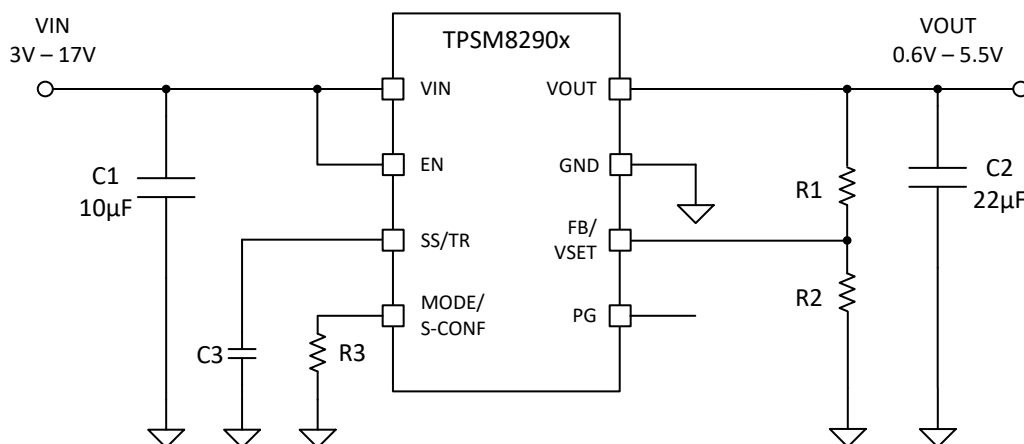 VIN
3V – 17V
TPSM8290x
VOUT
0.6V – 5.5V
VIN
VOUT
EN
GND
C1
10µF
R1
C2
22µF
SS/TR
FB/
VSET
MODE/
S-CONF
PG
R2
C3
R3